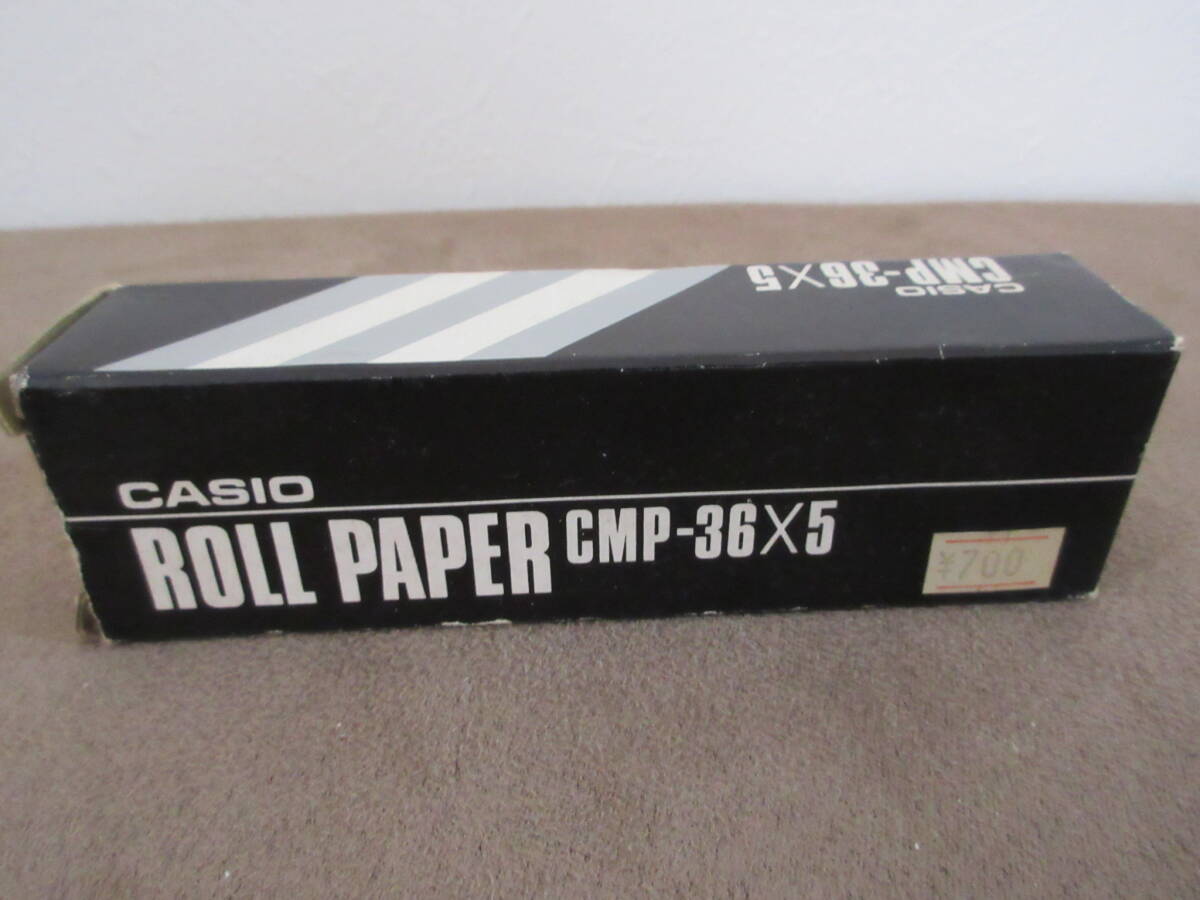 CASIO
CMP-36X5
CASIO
ROLL PAPER CMP-36X5
¥700